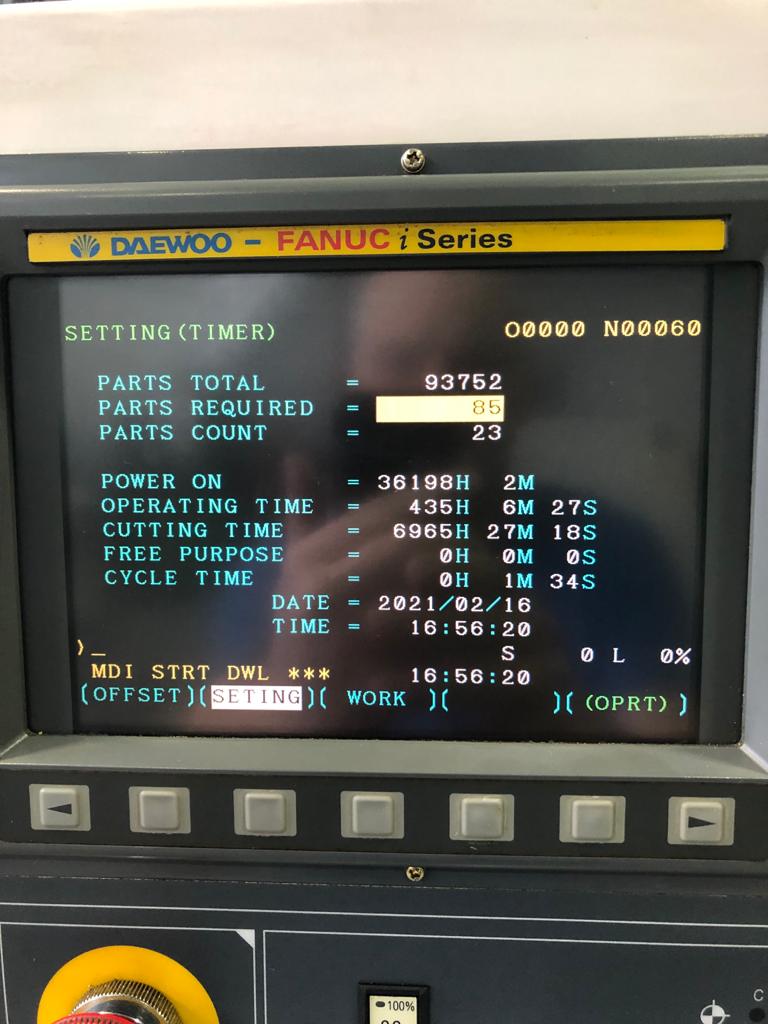 DAEWOO - FANUC i Series
SETTING(TIMER) O0000 N00060
PARTS TOTAL = 93752
PARTS REQUIRED = 85
PARTS COUNT = 23
POWER ON = 36198H 2M
OPERATING TIME = 435H 6M 27S
CUTTING TIME = 6965H 27M 18S
FREE PURPOSE = 0H 0M 0S
CYCLE TIME = 0H 1M 34S
DATE = 2021/02/16
TIME = 16:56:20
)_ S 0 L 0%
MDI STRT DWL *** 16:56:20
(OFFSET)(SETING)( WORK )( )( (OPRT) )
100%
C